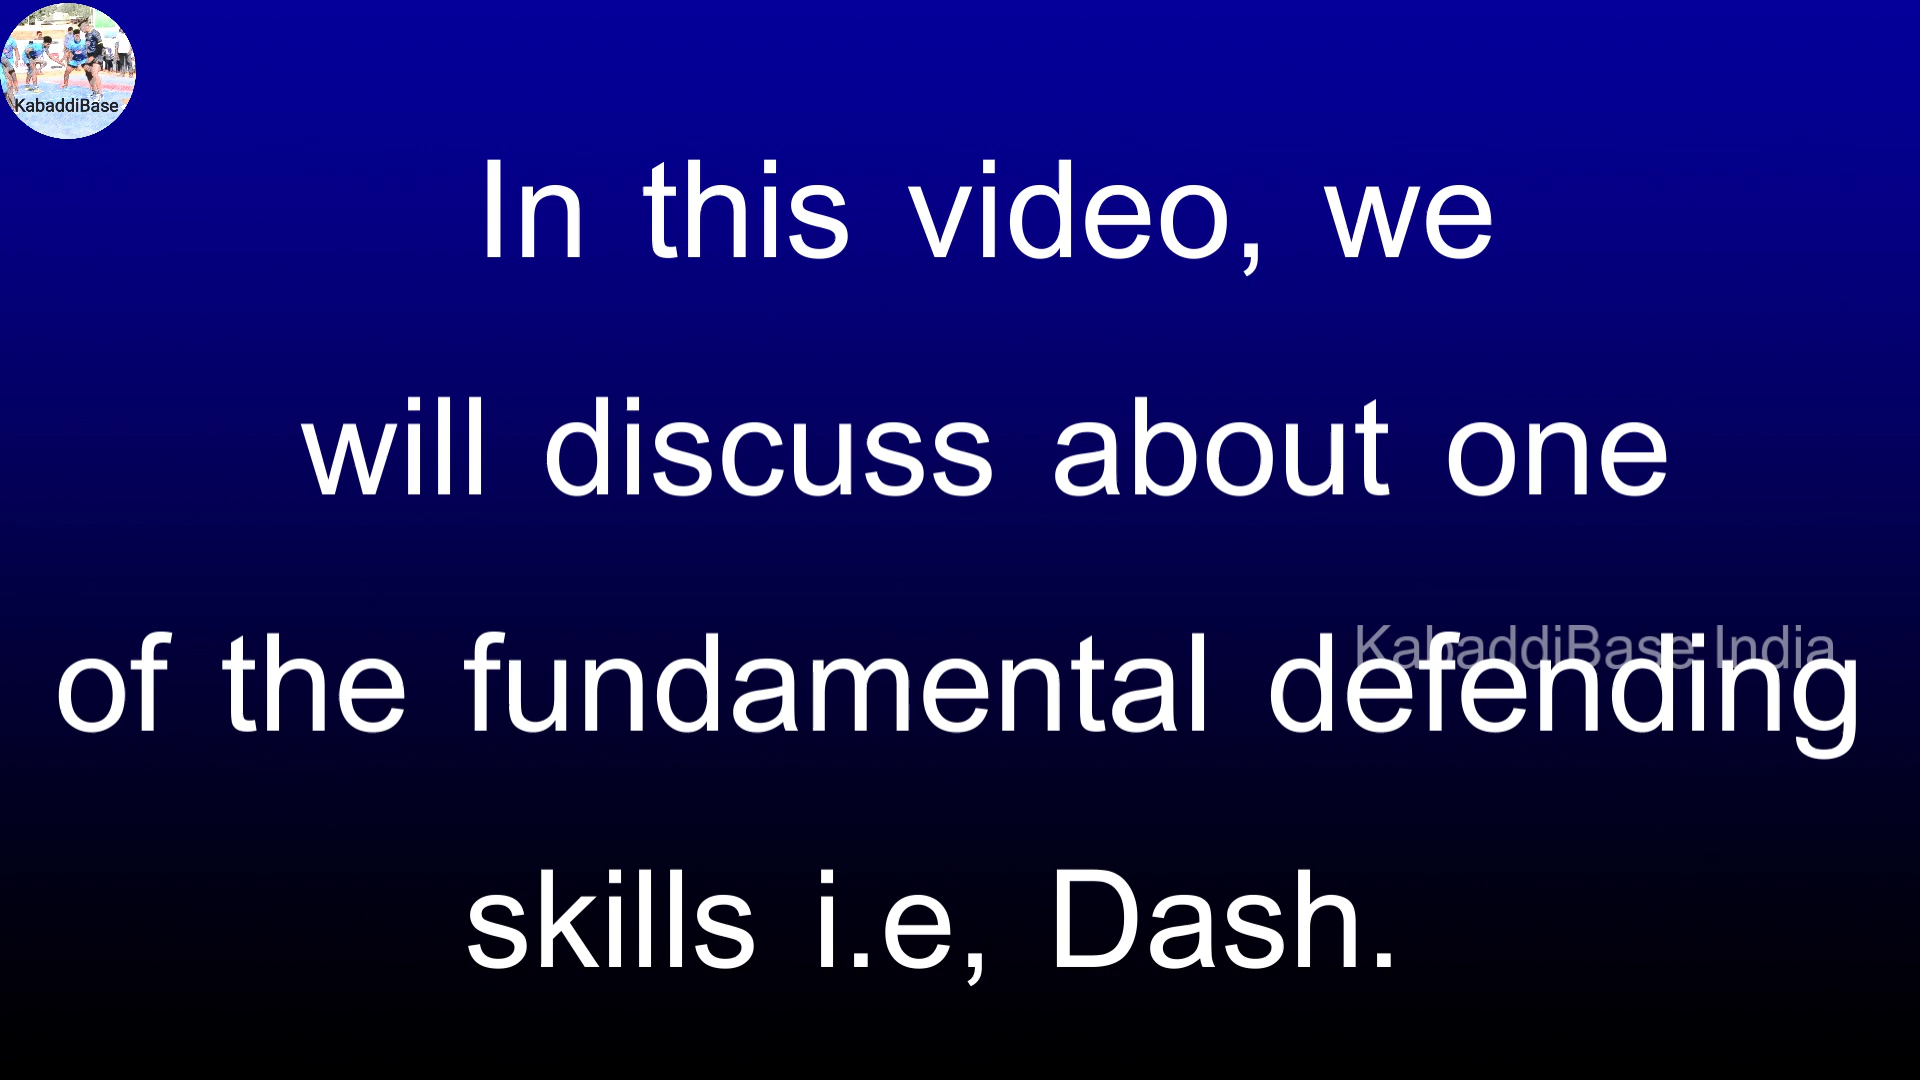 KabaddiBase
In this video, we
will discuss about one
KabaddiBase India
of the fundamental defending
skills i.e, Dash.